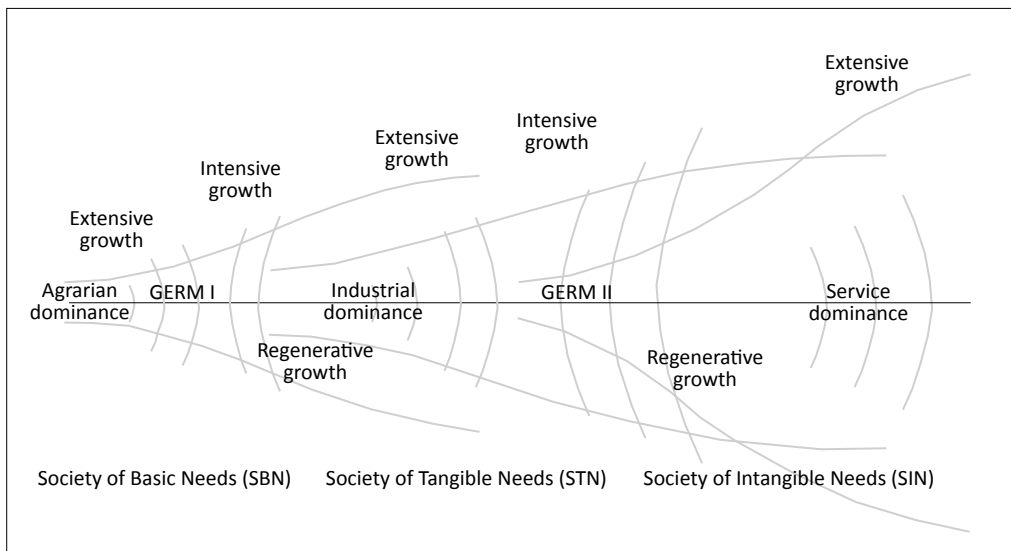 Extensive
growth
Extensive
growth
Intensive
growth
Intensive
growth
Extensive
growth
Agrarian
dominance
GERM I
Industrial
dominance
GERM II
Service
dominance
Regenerative
growth
Regenerative
growth
Society of Basic Needs (SBN)
Society of Tangible Needs (STN)
Society of Intangible Needs (SIN)